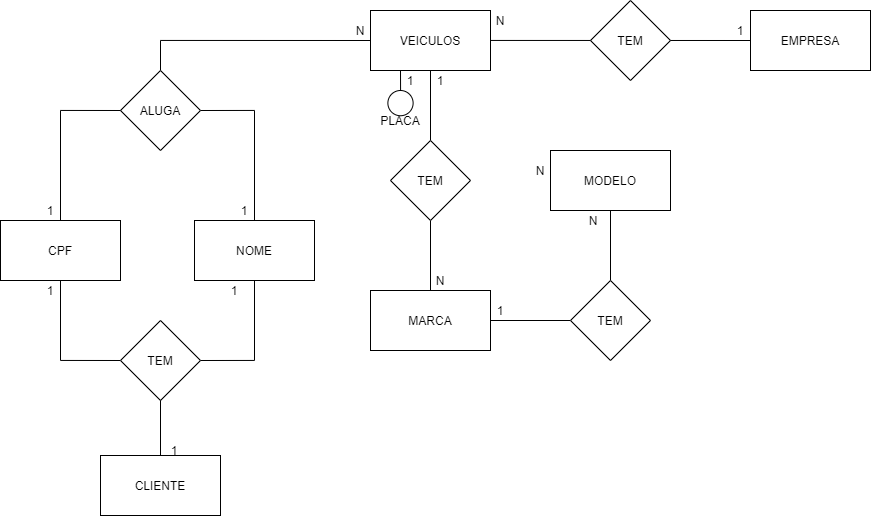 N
VEICULOS
N
TEM
1
EMPRESA
1
1
ALUGA
PLACA
TEM
N
MODELO
1
1
N
CPF
NOME
1
1
N
MARCA
1
TEM
TEM
1
CLIENTE